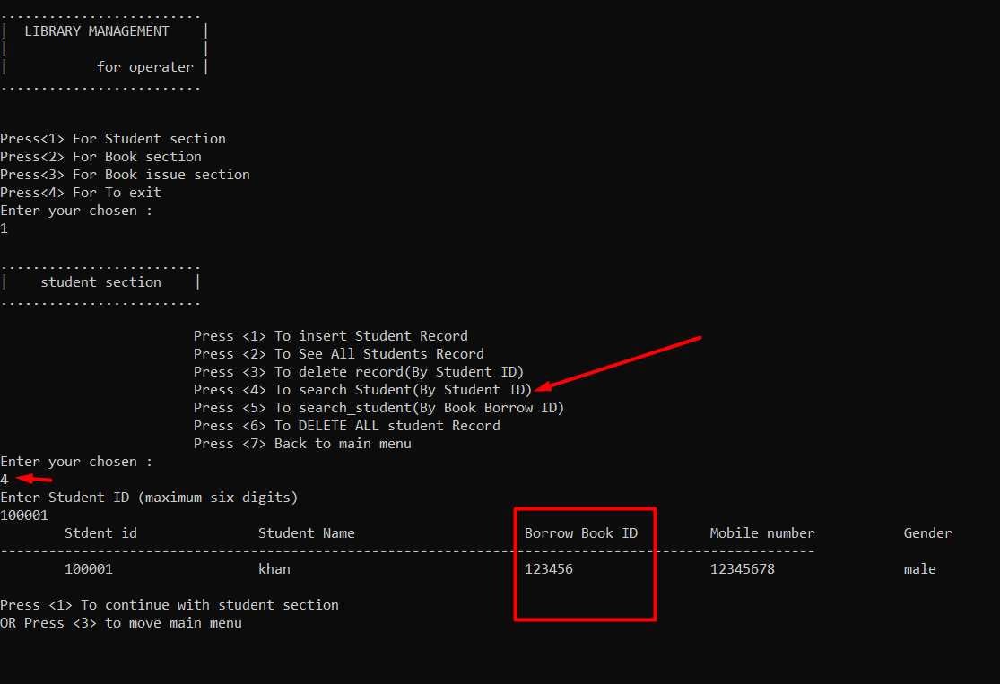 .........................
| LIBRARY MANAGEMENT |
| |
| for operater |
.........................
Press<1> For Student section
Press<2> For Book section
Press<3> For Book issue section
Press<4> For To exit
Enter your chosen :
1
.........................
| student section |
.........................
Press <1> To insert Student Record
Press <2> To See All Students Record
Press <3> To delete record(By Student ID)
Press <4> To search Student(By Student ID)
Press <5> To search_student(By Book Borrow ID)
Press <6> To DELETE ALL student Record
Press <7> Back to main menu
Enter your chosen :
4
Enter Student ID (maximum six digits)
100001
Stdent id Student Name Borrow Book ID Mobile number Gender
-----------------------------------------------------------------------------------------------------
100001 khan 123456 12345678 male
Press <1> To continue with student section
OR Press <3> to move main menu